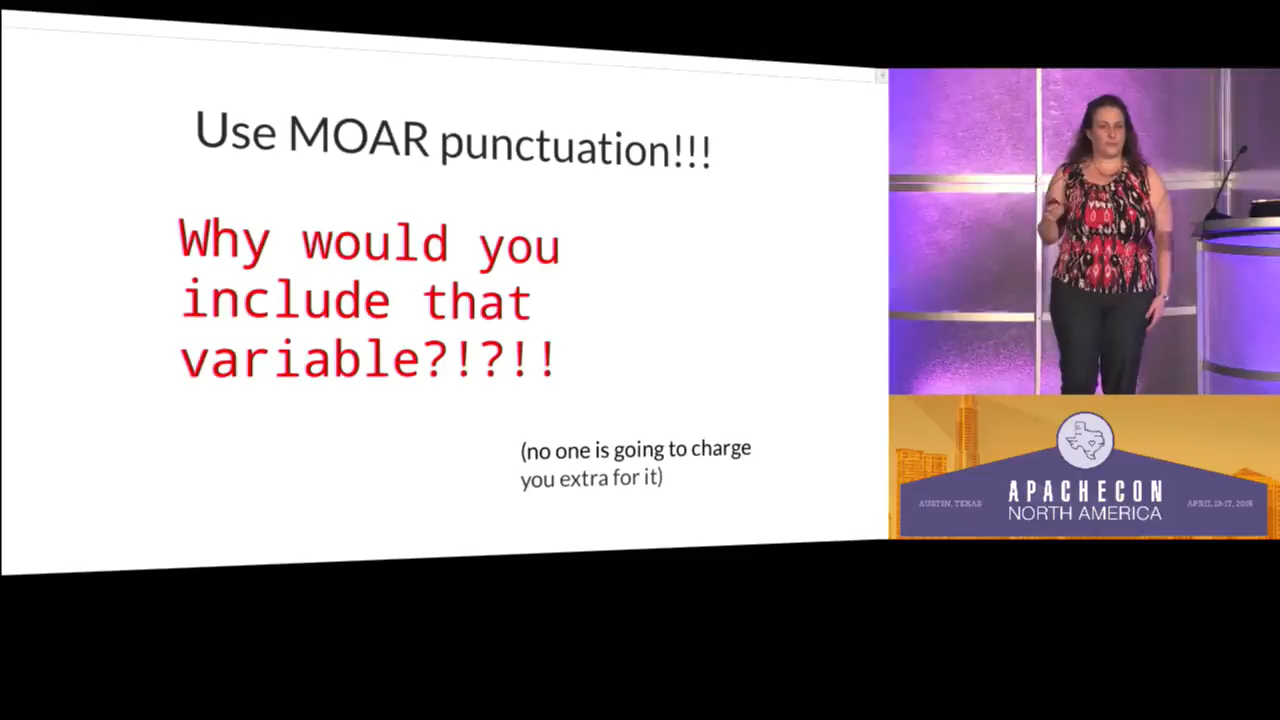 Use MOAR punctuation!!!
Why would you
include that
variable?!?!!
(no one is going to charge
you extra for it)
APACHECON
NORTH AMERICA
AUSTIN, TEXAS